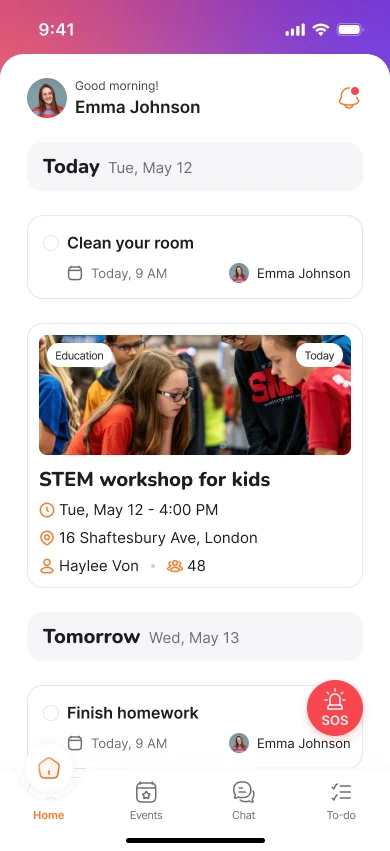 9:41
Good morning!
Emma Johnson
Today Tue, May 12
Clean your room
Today, 9 AM Emma Johnson
Education Today
STEM workshop for kids
Tue, May 12 - 4:00 PM
16 Shaftesbury Ave, London
Haylee Von • 48
Tomorrow Wed, May 13
Finish homework
SOS
Today, 9 AM Emma Johnson
Home Events Chat To-do